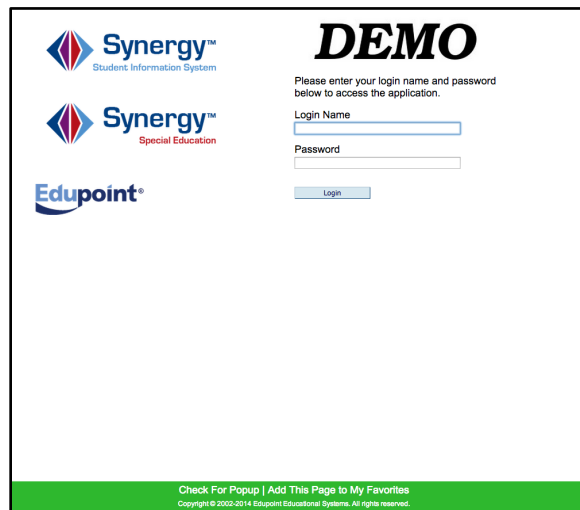 Synergy™
Student Information System
Synergy™
Special Education
Edupoint®
DEMO
Please enter your login name and password
below to access the application.
Login Name
Password
Login
Check For Popup | Add This Page to My Favorites
Copyright © 2002-2014 Edupoint Educational Systems. All rights reserved.